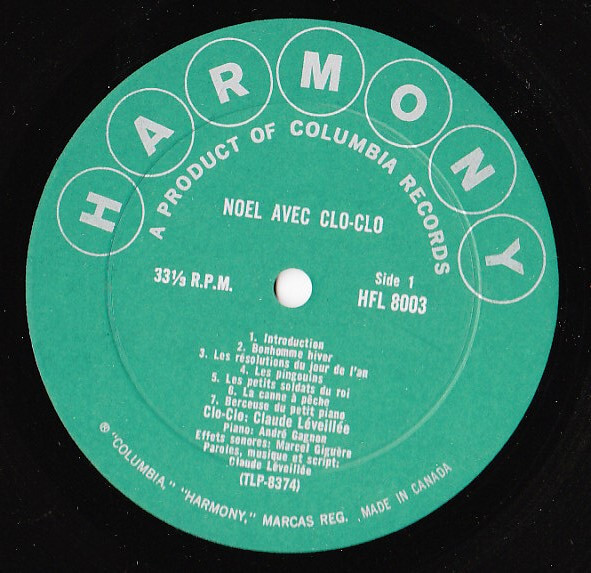 HARMONY
A PRODUCT OF COLUMBIA RECORDS
NOEL AVEC CLO-CLO
33⅓ R.P.M.
Side 1
HFL 8003
1. Introduction
2. Bonhomme hiver
3. Les résolutions du jour de l'an
4. Les pingouins
5. Les petits soldats du roi
6. La canne à pêche
7. Berceuse du petit piano
Clo-Clo: Claude Léveillée
Piano: André Gagnon
Effets sonores: Marcel Giguère
Paroles, musique et script:
Claude Léveillée
(TLP-8374)
® "COLUMBIA," "HARMONY," MARCAS REG. MADE IN CANADA